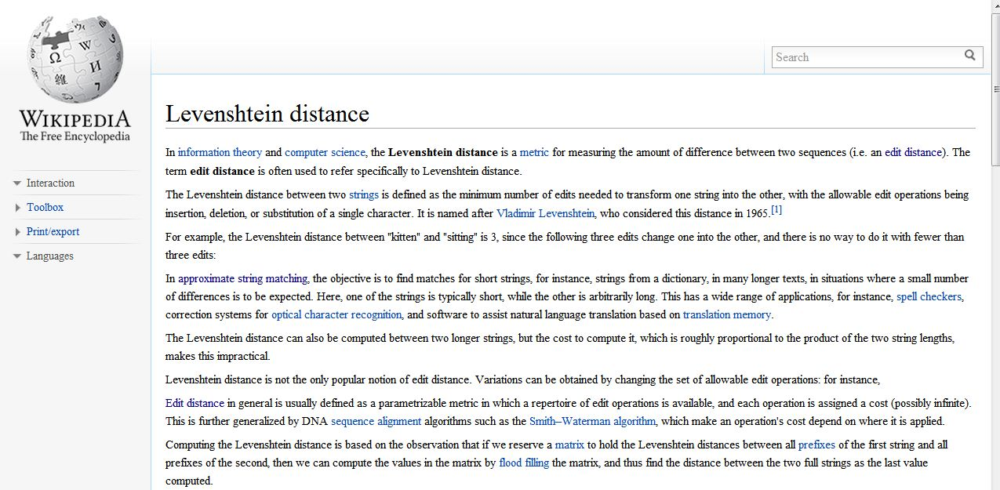 WIKIPEDIA
The Free Encyclopedia
Interaction
Toolbox
Print/export
Languages
Search
Levenshtein distance
In information theory and computer science, the Levenshtein distance is a metric for measuring the amount of difference between two sequences (i.e. an edit distance). The
term edit distance is often used to refer specifically to Levenshtein distance.
The Levenshtein distance between two strings is defined as the minimum number of edits needed to transform one string into the other, with the allowable edit operations being
insertion, deletion, or substitution of a single character. It is named after Vladimir Levenshtein, who considered this distance in 1965.[1]
For example, the Levenshtein distance between "kitten" and "sitting" is 3, since the following three edits change one into the other, and there is no way to do it with fewer than
three edits:
In approximate string matching, the objective is to find matches for short strings, for instance, strings from a dictionary, in many longer texts, in situations where a small number
of differences is to be expected. Here, one of the strings is typically short, while the other is arbitrarily long. This has a wide range of applications, for instance, spell checkers,
correction systems for optical character recognition, and software to assist natural language translation based on translation memory.
The Levenshtein distance can also be computed between two longer strings, but the cost to compute it, which is roughly proportional to the product of the two string lengths,
makes this impractical.
Levenshtein distance is not the only popular notion of edit distance. Variations can be obtained by changing the set of allowable edit operations: for instance,
Edit distance in general is usually defined as a parametrizable metric in which a repertoire of edit operations is available, and each operation is assigned a cost (possibly infinite).
This is further generalized by DNA sequence alignment algorithms such as the Smith–Waterman algorithm, which make an operation's cost depend on where it is applied.
Computing the Levenshtein distance is based on the observation that if we reserve a matrix to hold the Levenshtein distances between all prefixes of the first string and all
prefixes of the second, then we can compute the values in the matrix by flood filling the matrix, and thus find the distance between the two full strings as the last value
computed.